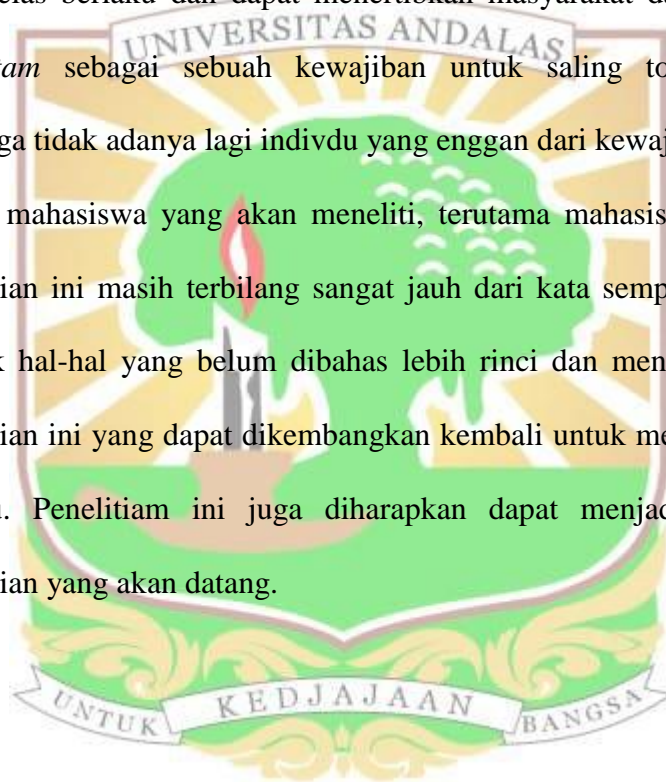 elas berlaku dan dapat menertibkan masyarakat da
UNIVERSITAS ANDALAS
tam sebagai sebuah kewajiban untuk saling to
ga tidak adanya lagi indivdu yang enggan dari kewaj
mahasiswa yang akan meneliti, terutama mahasis
ian ini masih terbilang sangat jauh dari kata semp
k hal-hal yang belum dibahas lebih rinci dan men
ian ini yang dapat dikembangkan kembali untuk me
u. Penelitiam ini juga diharapkan dapat menjad
ian yang akan datang.
UNTUK KEDJAJAAN BANGSA